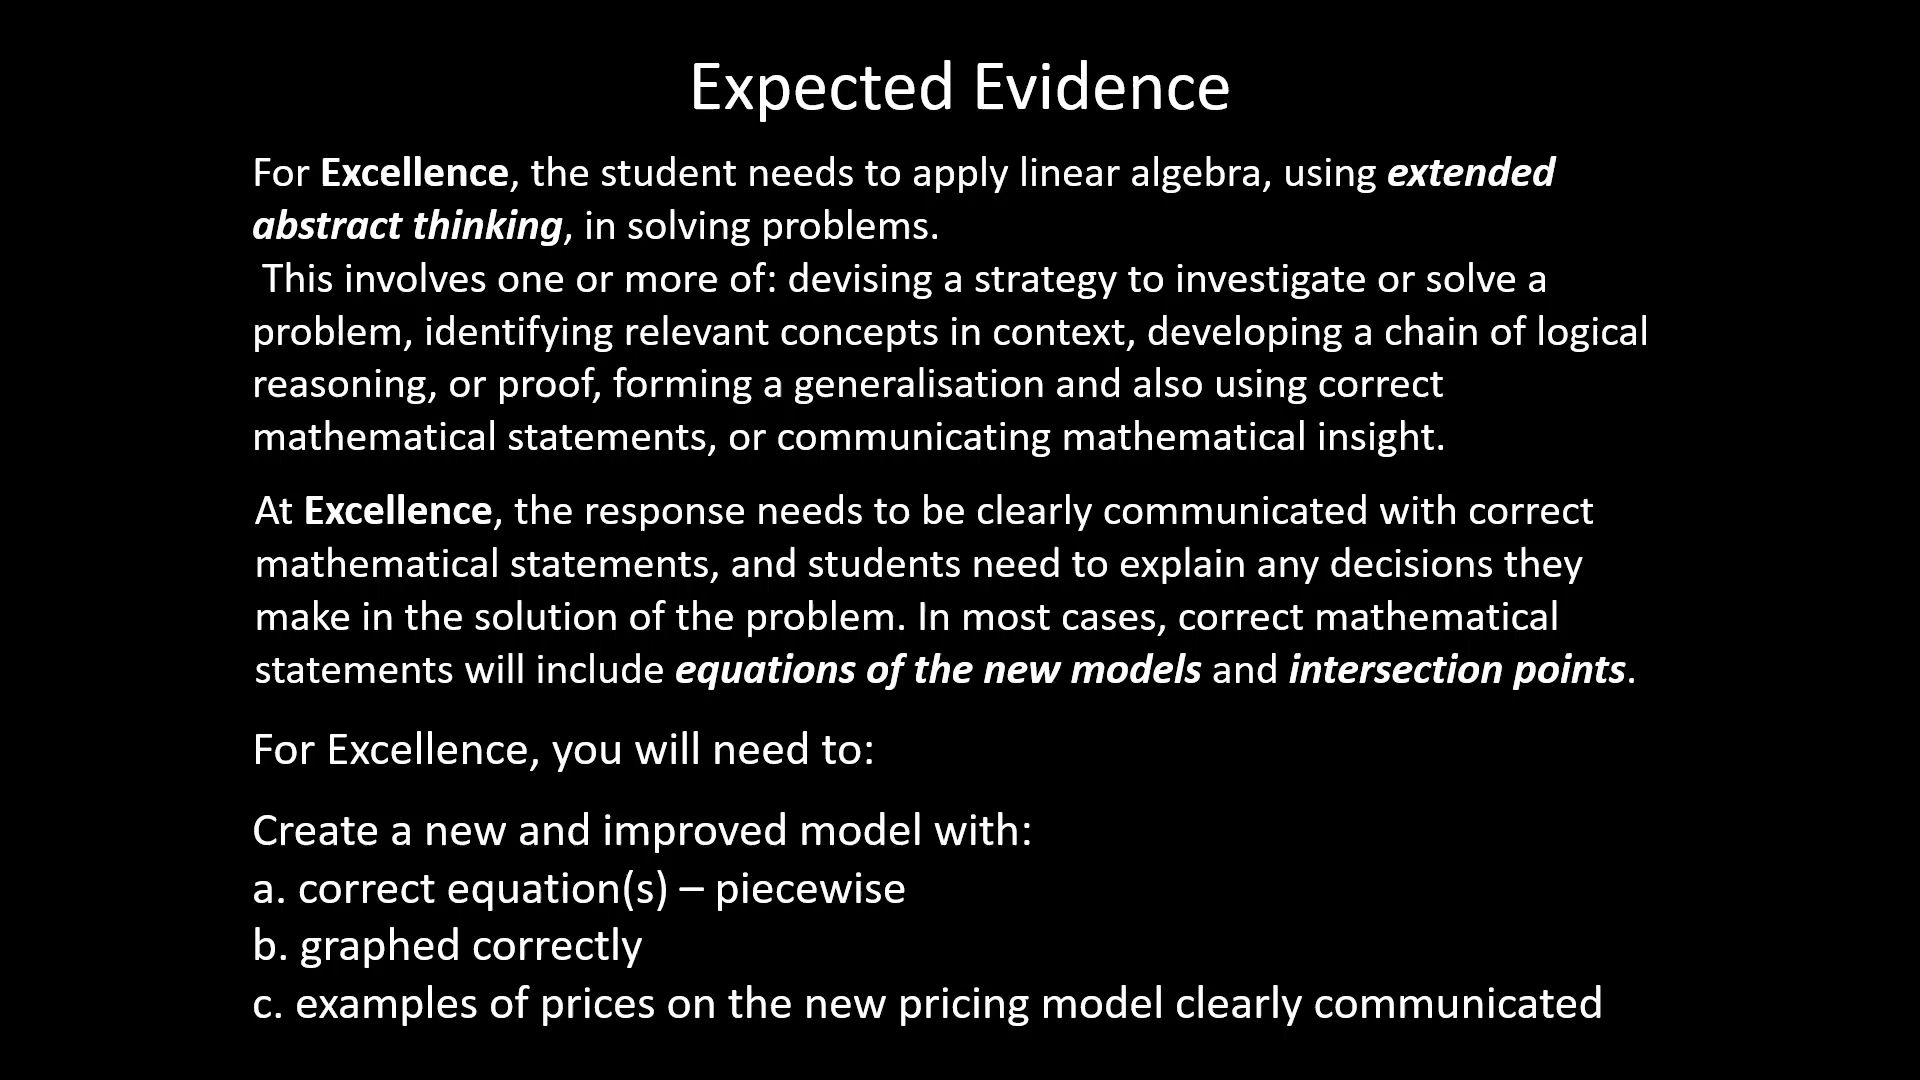 Expected Evidence
For Excellence, the student needs to apply linear algebra, using extended
abstract thinking, in solving problems.
This involves one or more of: devising a strategy to investigate or solve a
problem, identifying relevant concepts in context, developing a chain of logical
reasoning, or proof, forming a generalisation and also using correct
mathematical statements, or communicating mathematical insight.
At Excellence, the response needs to be clearly communicated with correct
mathematical statements, and students need to explain any decisions they
make in the solution of the problem. In most cases, correct mathematical
statements will include equations of the new models and intersection points.
For Excellence, you will need to:
Create a new and improved model with:
a. correct equation(s) – piecewise
b. graphed correctly
c. examples of prices on the new pricing model clearly communicated